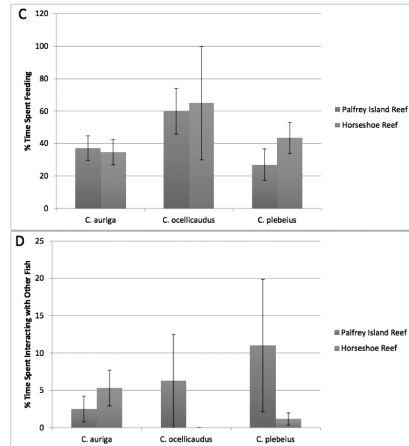 C
% Time Spent Feeding
120
100
80
60
40
20
0
C. auriga
C. ocellicaudus
C. plebeius
Palfrey Island Reef
Horseshoe Reef
D
% Time Spent Interacting with Other Fish
25
20
15
10
5
0
C. auriga
C. ocellicaudus
C. plebeius
Palfrey Island Reef
Horseshoe Reef